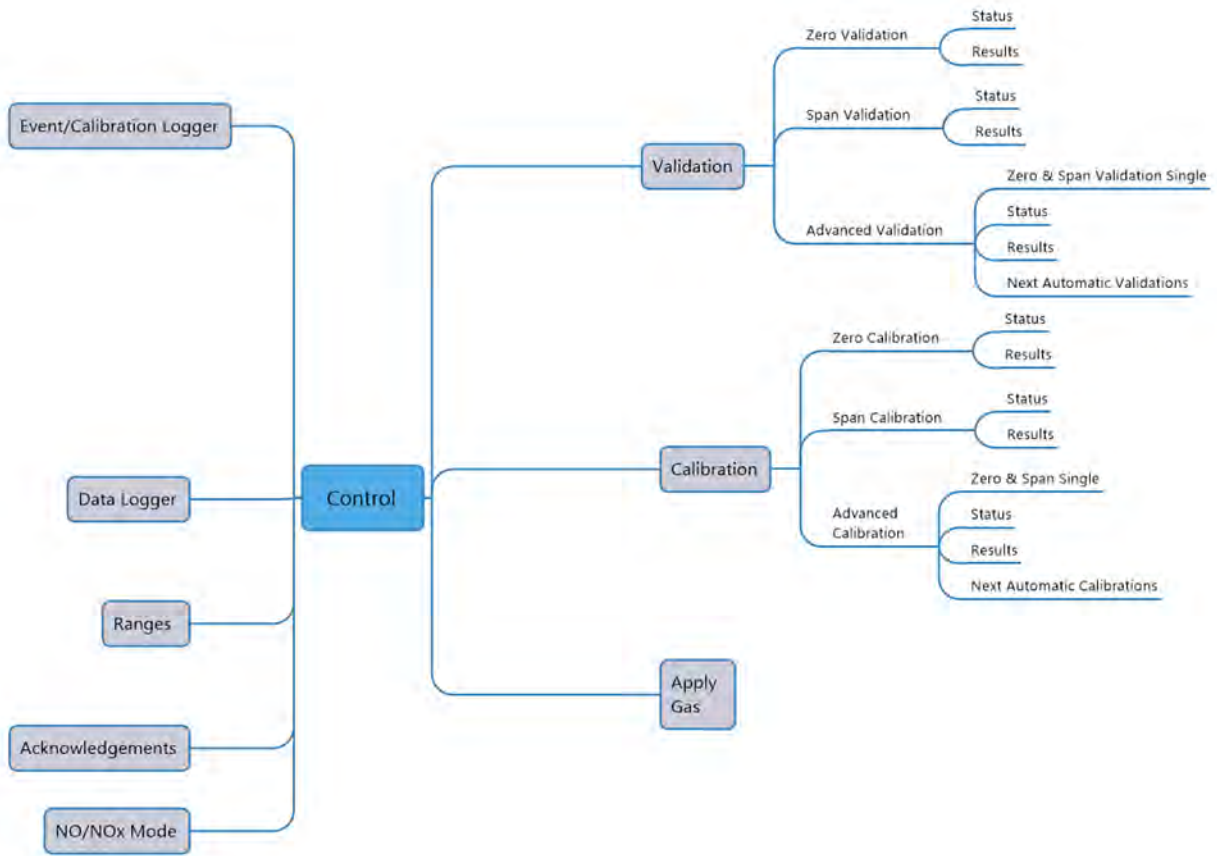 Event/Calibration Logger
Data Logger
Ranges
Acknowledgements
NO/NOx Mode
Control
Validation
Zero Validation
Status
Results
Span Validation
Status
Results
Advanced Validation
Zero & Span Validation Single
Status
Results
Next Automatic Validations
Calibration
Zero Calibration
Status
Results
Span Calibration
Status
Results
Advanced
Calibration
Zero & Span Single
Status
Results
Next Automatic Calibrations
Apply
Gas